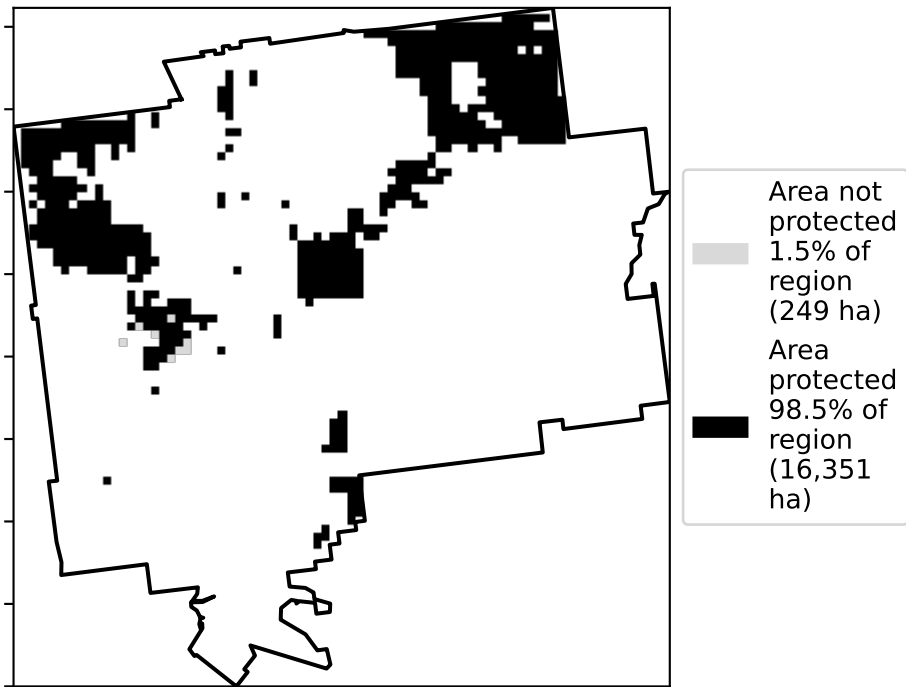 Area not
protected
1.5% of
region
(249 ha)
Area
protected
98.5% of
region
(16,351
ha)